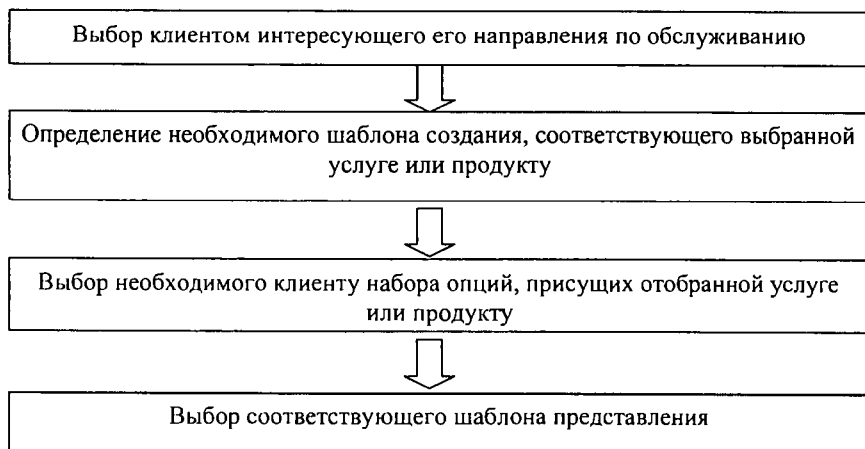 Выбор клиентом интересующего его направления по обслуживанию
Определение необходимого шаблона создания, соответствующего выбранной
услуге или продукту
Выбор необходимого клиенту набора опций, присущих отобранной услуге
или продукту
Выбор соответствующего шаблона представления